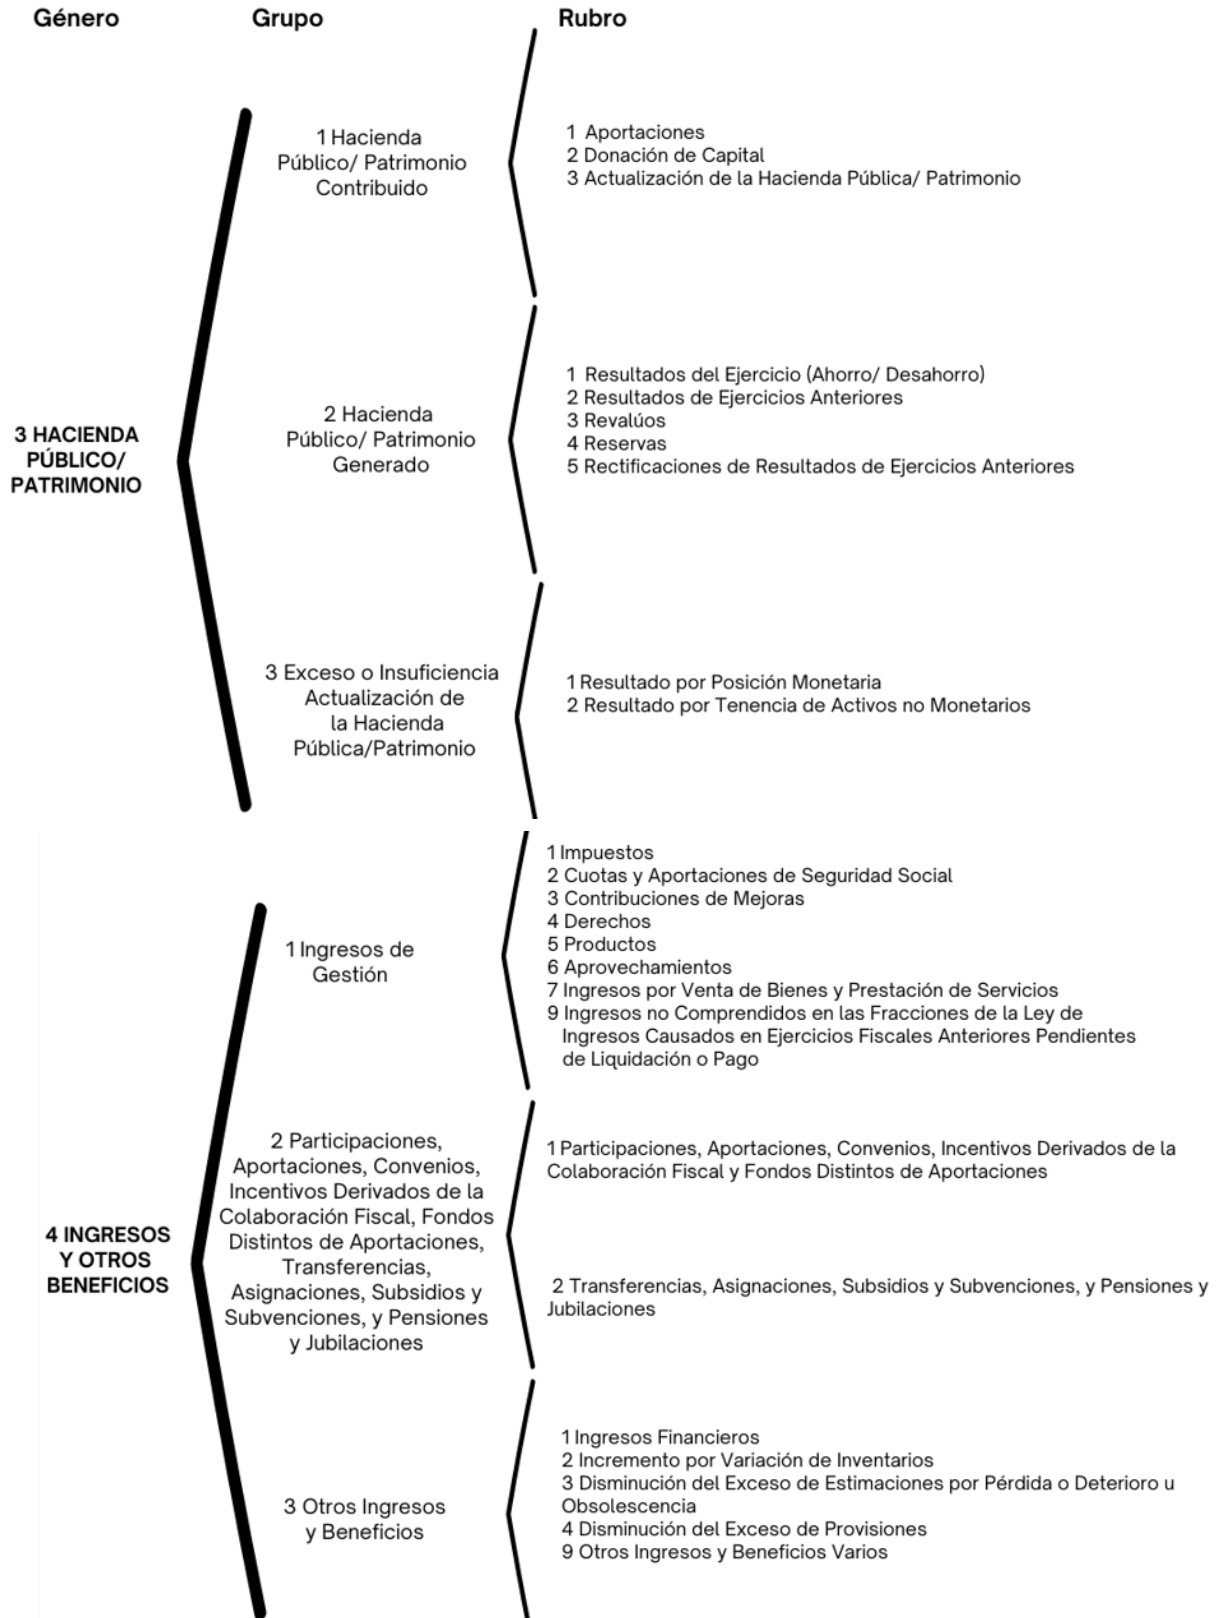 Género
Grupo
Rubro
3 HACIENDA
PÚBLICO/
PATRIMONIO
1 Hacienda
Público/ Patrimonio
Contribuido
1 Aportaciones
2 Donación de Capital
3 Actualización de la Hacienda Pública/ Patrimonio
2 Hacienda
Público/ Patrimonio
Generado
1 Resultados del Ejercicio (Ahorro/ Desahorro)
2 Resultados de Ejercicios Anteriores
3 Revalúos
4 Reservas
5 Rectificaciones de Resultados de Ejercicios Anteriores
3 Exceso o Insuficiencia
Actualización de
la Hacienda
Pública/Patrimonio
1 Resultado por Posición Monetaria
2 Resultado por Tenencia de Activos no Monetarios
4 INGRESOS
Y OTROS
BENEFICIOS
1 Ingresos de
Gestión
1 Impuestos
2 Cuotas y Aportaciones de Seguridad Social
3 Contribuciones de Mejoras
4 Derechos
5 Productos
6 Aprovechamientos
7 Ingresos por Venta de Bienes y Prestación de Servicios
9 Ingresos no Comprendidos en las Fracciones de la Ley de
Ingresos Causados en Ejercicios Fiscales Anteriores Pendientes
de Liquidación o Pago
2 Participaciones,
Aportaciones, Convenios,
Incentivos Derivados de la
Colaboración Fiscal, Fondos
Distintos de Aportaciones,
Transferencias,
Asignaciones, Subsidios y
Subvenciones, y Pensiones
y Jubilaciones
1 Participaciones, Aportaciones, Convenios, Incentivos Derivados de la
Colaboración Fiscal y Fondos Distintos de Aportaciones
2 Transferencias, Asignaciones, Subsidios y Subvenciones, y Pensiones y
Jubilaciones
3 Otros Ingresos
y Beneficios
1 Ingresos Financieros
2 Incremento por Variación de Inventarios
3 Disminución del Exceso de Estimaciones por Pérdida o Deterioro u
Obsolescencia
4 Disminución del Exceso de Provisiones
9 Otros Ingresos y Beneficios Varios